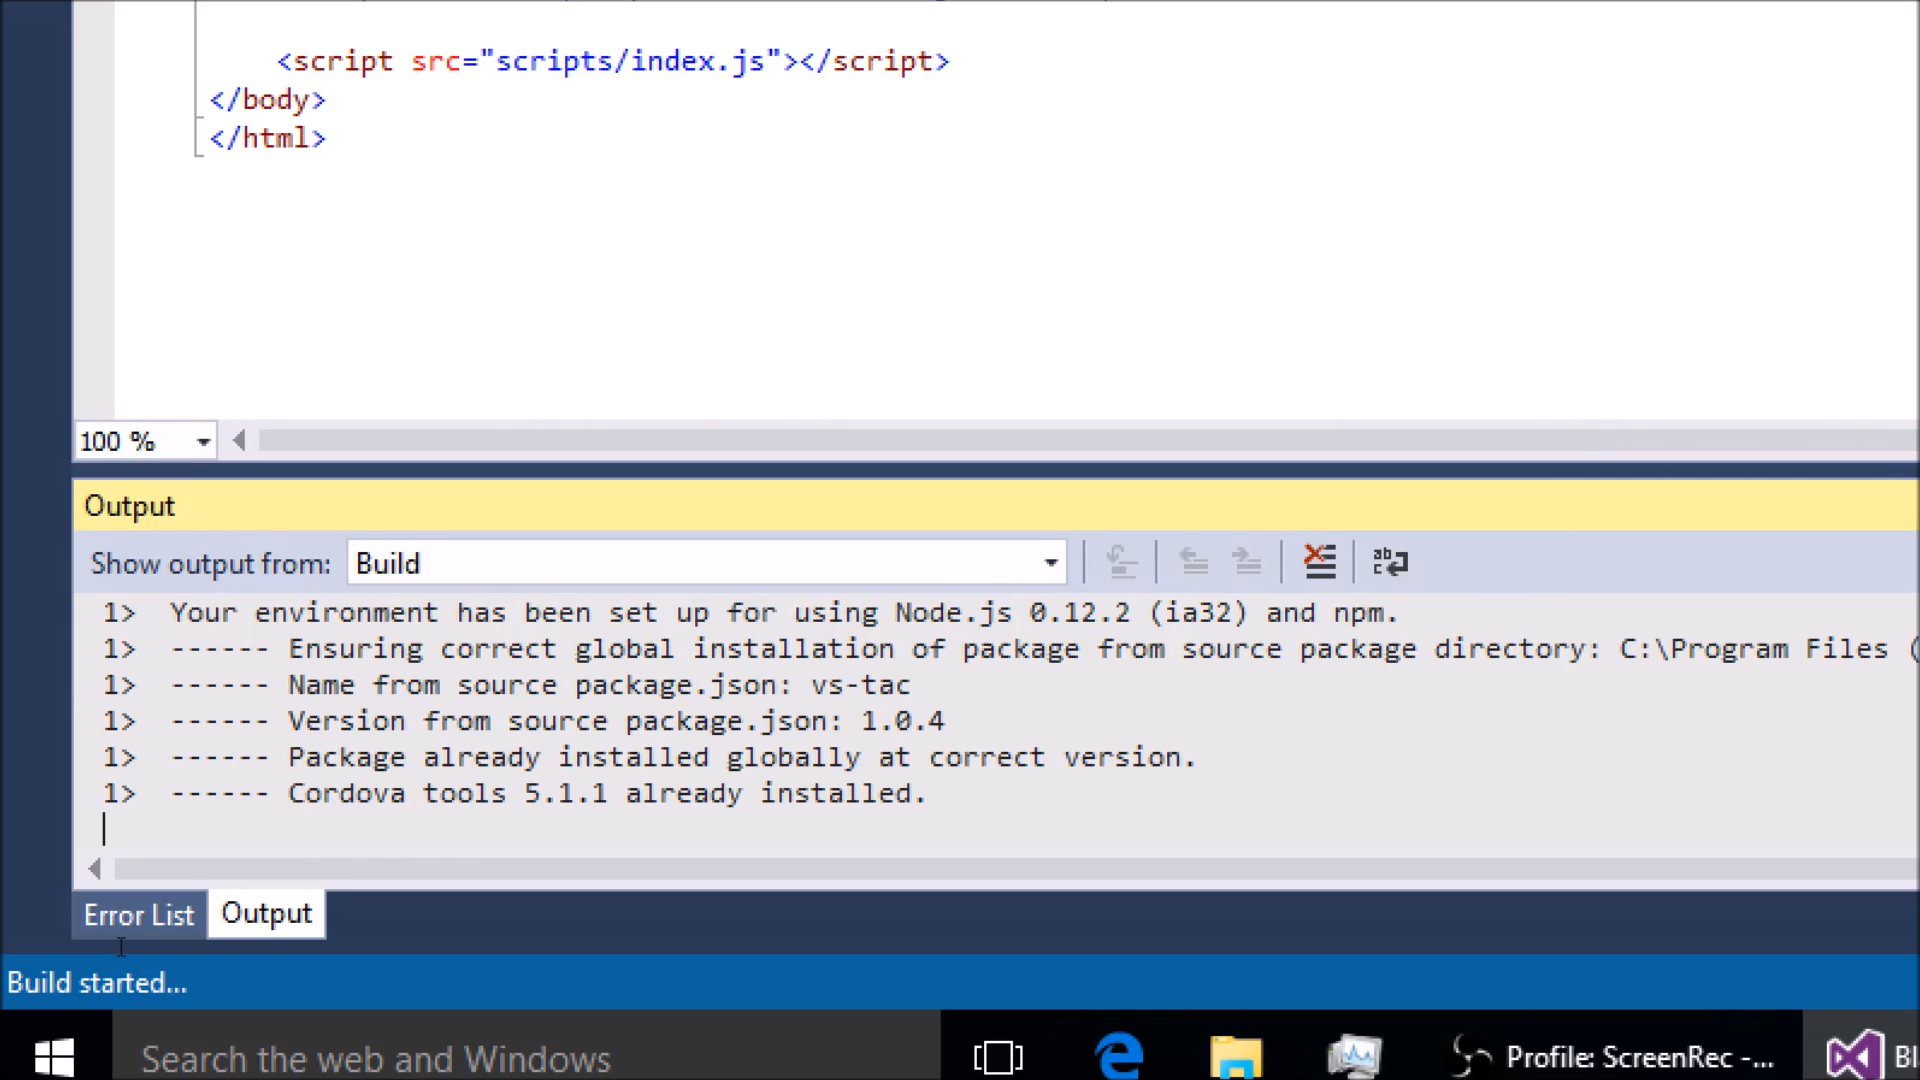 <script src="scripts/index.js"></script>
</body>
</html>
100 %
Output
Show output from: Build
1> Your environment has been set up for using Node.js 0.12.2 (ia32) and npm.
1> ------ Ensuring correct global installation of package from source package directory: C:\Program Files (
1> ------ Name from source package.json: vs-tac
1> ------ Version from source package.json: 1.0.4
1> ------ Package already installed globally at correct version.
1> ------ Cordova tools 5.1.1 already installed.
Error List Output
Build started...
Search the web and Windows Profile: ScreenRec -... Bl